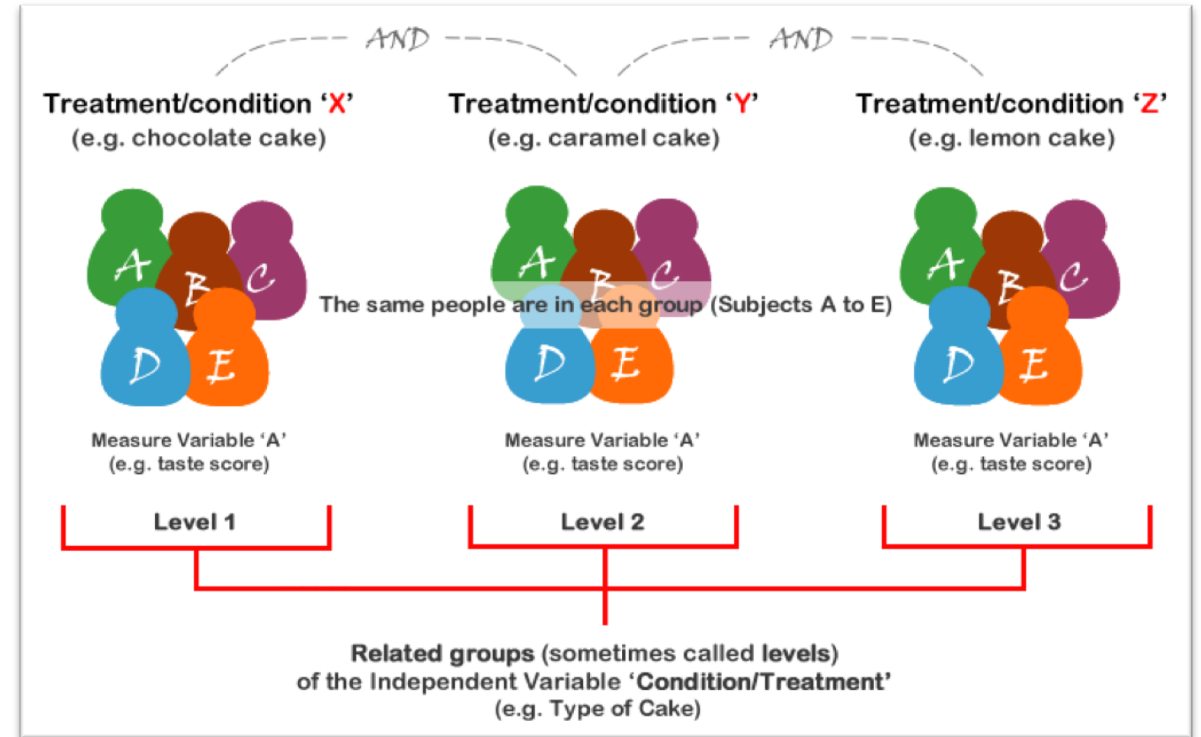 AND AND
Treatment/condition ‘X’ Treatment/condition ‘Y’ Treatment/condition ‘Z’
(e.g. chocolate cake) (e.g. caramel cake) (e.g. lemon cake)
A B C A B C A B C
The same people are in each group (Subjects A to E)
D E D E D E
Measure Variable ‘A’ Measure Variable ‘A’ Measure Variable ‘A’
(e.g. taste score) (e.g. taste score) (e.g. taste score)
Level 1 Level 2 Level 3
Related groups (sometimes called levels)
of the Independent Variable ‘Condition/Treatment’
(e.g. Type of Cake)